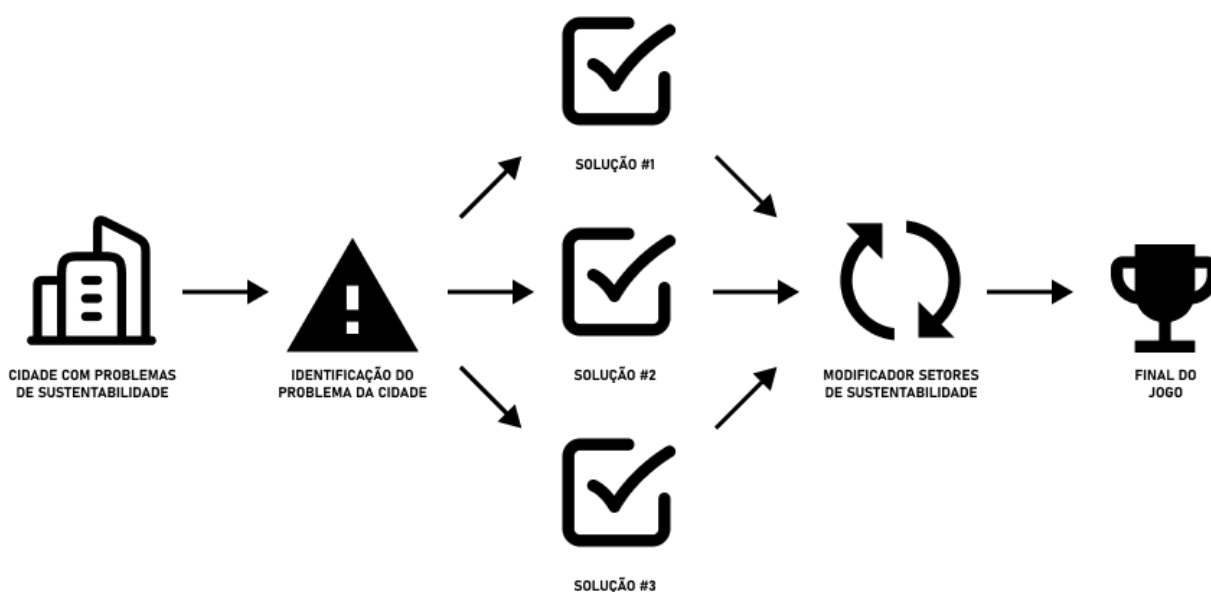 CIDADE COM PROBLEMAS
DE SUSTENTABILIDADE
IDENTIFICAÇÃO DO
PROBLEMA DA CIDADE
SOLUÇÃO #1
SOLUÇÃO #2
SOLUÇÃO #3
MODIFICADOR SETORES
DE SUSTENTABILIDADE
FINAL DO
JOGO